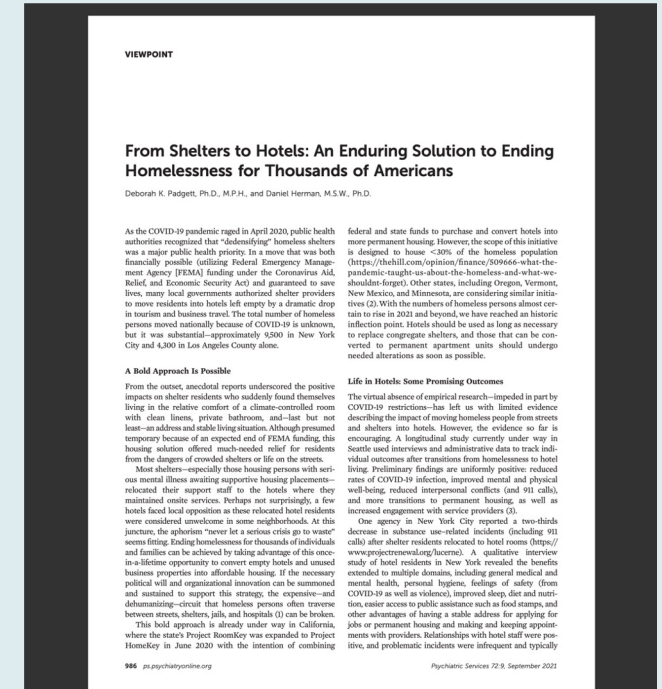 VIEWPOINT
From Shelters to Hotels: An Enduring Solution to Ending
Homelessness for Thousands of Americans
Deborah K. Padgett, Ph.D., M.P.H., and Daniel Herman, M.S.W., Ph.D.
As the COVID-19 pandemic raged in April 2020, public health
authorities recognized that “dedensifying” homeless shelters
was a major public health priority. In a move that was both
financially possible (utilizing Federal Emergency Manage-
ment Agency [FEMA] funding under the Coronavirus Aid,
Relief, and Economic Security Act) and guaranteed to save
lives, many local governments authorized shelter providers
to move residents into hotels left empty by a dramatic drop
in tourism and business travel. The total number of homeless
persons moved nationally because of COVID-19 is unknown,
but it was substantial—approximately 9,500 in New York
City and 4,300 in Los Angeles County alone.
A Bold Approach Is Possible
From the outset, anecdotal reports underscored the positive
impacts on shelter residents who suddenly found themselves
living in the relative comfort of a climate-controlled room
with clean linens, private bathroom, and—last but not
least—an address and stable living situation. Although presumed
temporary because of an expected end of FEMA funding, this
housing solution offered much-needed relief for residents
from the dangers of crowded shelters or life on the streets.
Most shelters—especially those housing persons with seri-
ous mental illness awaiting supportive housing placements—
relocated their support staff to the hotels where they
maintained onsite services. Perhaps not surprisingly, a few
hotels faced local opposition as these relocated hotel residents
were considered unwelcome in some neighborhoods. At this
juncture, the aphorism “never let a serious crisis go to waste”
seems fitting. Ending homelessness for thousands of individuals
and families can be achieved by taking advantage of this once-
in-a-lifetime opportunity to convert empty hotels and unused
business properties into affordable housing. If the necessary
political will and organizational innovation can be summoned
and sustained to support this strategy, the expensive—and
dehumanizing—circuit that homeless persons often traverse
between streets, shelters, jails, and hospitals (1) can be broken.
This bold approach is already under way in California,
where the state’s Project RoomKey was expanded to Project
HomeKey in June 2020 with the intention of combining
federal and state funds to purchase and convert hotels into
more permanent housing. However, the scope of this initiative
is designed to house <30% of the homeless population
(https://thehill.com/opinion/finance/509666-what-the-
pandemic-taught-us-about-the-homeless-and-what-we-
shouldnt-forget). Other states, including Oregon, Vermont,
New Mexico, and Minnesota, are considering similar initia-
tives (2). With the numbers of homeless persons almost cer-
tain to rise in 2021 and beyond, we have reached an historic
inflection point. Hotels should be used as long as necessary
to replace congregate shelters, and those that can be con-
verted to permanent apartment units should undergo
needed alterations as soon as possible.
Life in Hotels: Some Promising Outcomes
The virtual absence of empirical research—impeded in part by
COVID-19 restrictions—has left us with limited evidence
describing the impact of moving homeless people from streets
and shelters into hotels. However, the evidence so far is
encouraging. A longitudinal study currently under way in
Seattle used interviews and administrative data to track indi-
vidual outcomes after transitions from homelessness to hotel
living. Preliminary findings are uniformly positive: reduced
rates of COVID-19 infection, improved mental and physical
well-being, reduced interpersonal conflicts (and 911 calls),
and more transitions to permanent housing, as well as
increased engagement with service providers (3).
One agency in New York City reported a two-thirds
decrease in substance use–related incidents (including 911
calls) after shelter residents relocated to hotel rooms (https://
www.projectrenewal.org/lucerne). A qualitative interview
study of hotel residents in New York revealed the benefits
extended to multiple domains, including general medical and
mental health, personal hygiene, feelings of safety (from
COVID-19 as well as violence), improved sleep, diet and nutri-
tion, easier access to public assistance such as food stamps, and
other advantages of having a stable address for applying for
jobs or permanent housing and making and keeping appoint-
ments with providers. Relationships with hotel staff were pos-
itive, and problematic incidents were infrequent and typically
986 ps.psychiatryonline.org
Psychiatric Services 72:9, September 2021